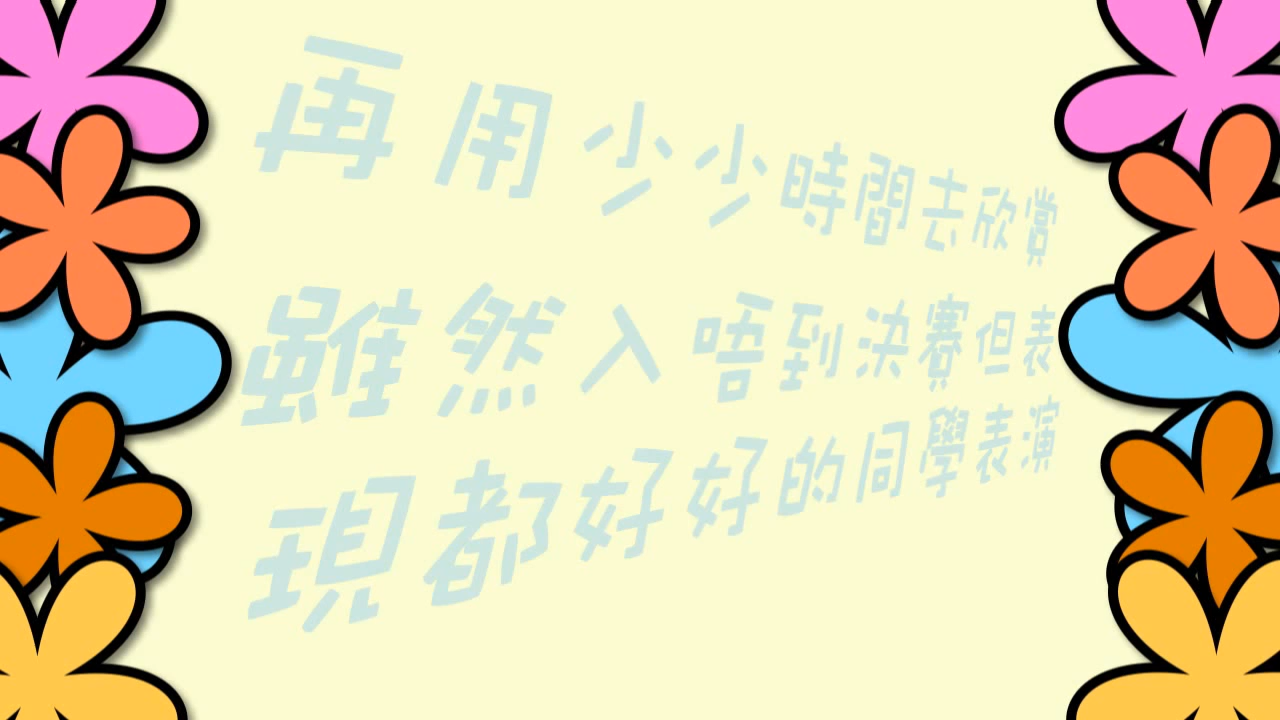 再用少少時間去欣賞
雖然入唔到決賽但表
現都好好的同學表演